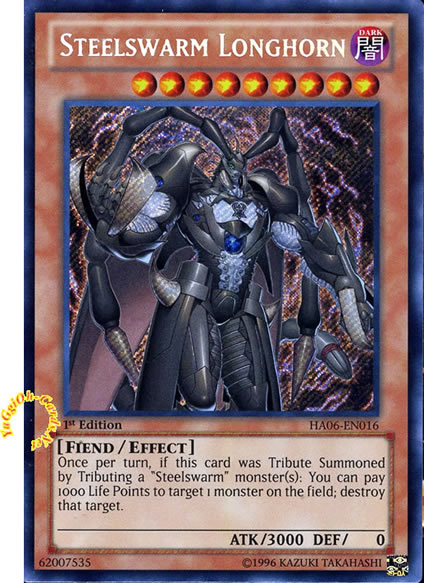 STEELSWARM LONGHORN
DARK
闇
YuGgiOh-Cards.Net
1st Edition
HA06-EN016
[FIEND / EFFECT]
Once per turn, if this card was Tribute Summoned
by Tributing a "Steelswarm" monster(s): You can pay
1000 Life Points to target 1 monster on the field; destroy
that target.
ATK/3000 DEF/ 0
62007535
©1996 KAZUKI TAKAHASHI